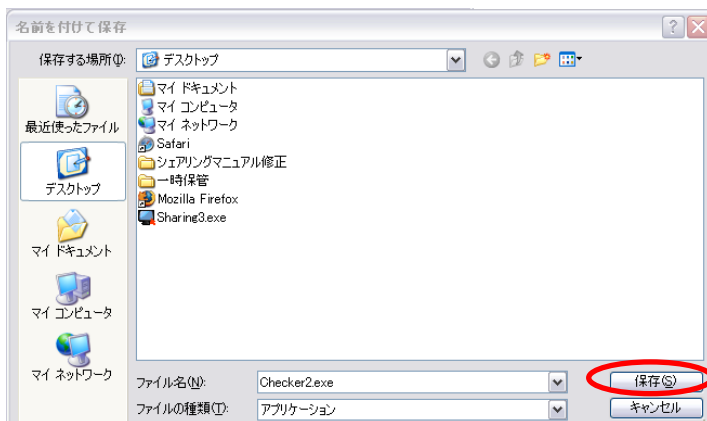 名前を付けて保存
保存する場所(I):
デスクトップ
最近使ったファイル
デスクトップ
マイ ドキュメント
マイ コンピュータ
マイ ネットワーク
マイ ドキュメント
マイ コンピュータ
マイ ネットワーク
Safari
シェアリングマニュアル修正
一時保管
Mozilla Firefox
Sharing3.exe
ファイル名(N):
Checker2.exe
保存(S)
ファイルの種類(T):
アプリケーション
キャンセル